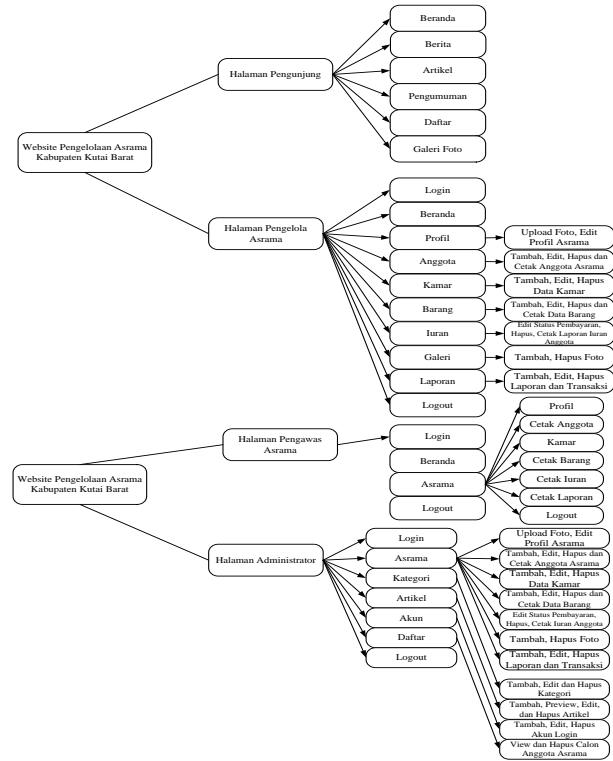 Website Pengelolaan Asrama
Kabupaten Kutai Barat
Halaman Pengunjung
Beranda
Berita
Artikel
Pengumuman
Daftar
Galeri Foto
Halaman Pengelola
Asrama
Login
Beranda
Profil
Upload Foto, Edit
Profil Asrama
Anggota
Tambah, Edit, Hapus dan
Cetak Anggota Asrama
Kamar
Tambah, Edit, Hapus
Data Kamar
Barang
Tambah, Edit, Hapus dan
Cetak Data Barang
Iuran
Edit Status Pembayaran,
Hapus, Cetak Laporan Iuran
Anggota
Galeri
Tambah, Hapus Foto
Laporan
Tambah, Edit, Hapus
Laporan dan Transaksi
Logout
Website Pengelolaan Asrama
Kabupaten Kutai Barat
Halaman Pengawas
Asrama
Login
Beranda
Asrama
Logout
Profil
Cetak Anggota
Kamar
Cetak Barang
Cetak Iuran
Cetak Laporan
Logout
Halaman Administrator
Login
Asrama
Kategori
Artikel
Akun
Daftar
Logout
Upload Foto, Edit
Profil Asrama
Tambah, Edit, Hapus dan
Cetak Anggota Asrama
Tambah, Edit, Hapus
Data Kamar
Tambah, Edit, Hapus dan
Cetak Data Barang
Edit Status Pembayaran,
Hapus, Cetak Iuran Anggota
Tambah, Hapus Foto
Tambah, Edit, Hapus
Laporan dan Transaksi
Tambah, Edit dan Hapus
Kategori
Tambah, Preview, Edit,
dan Hapus Artikel
Tambah, Edit, Hapus
Akun Login
View dan Hapus Calon
Anggota Asrama